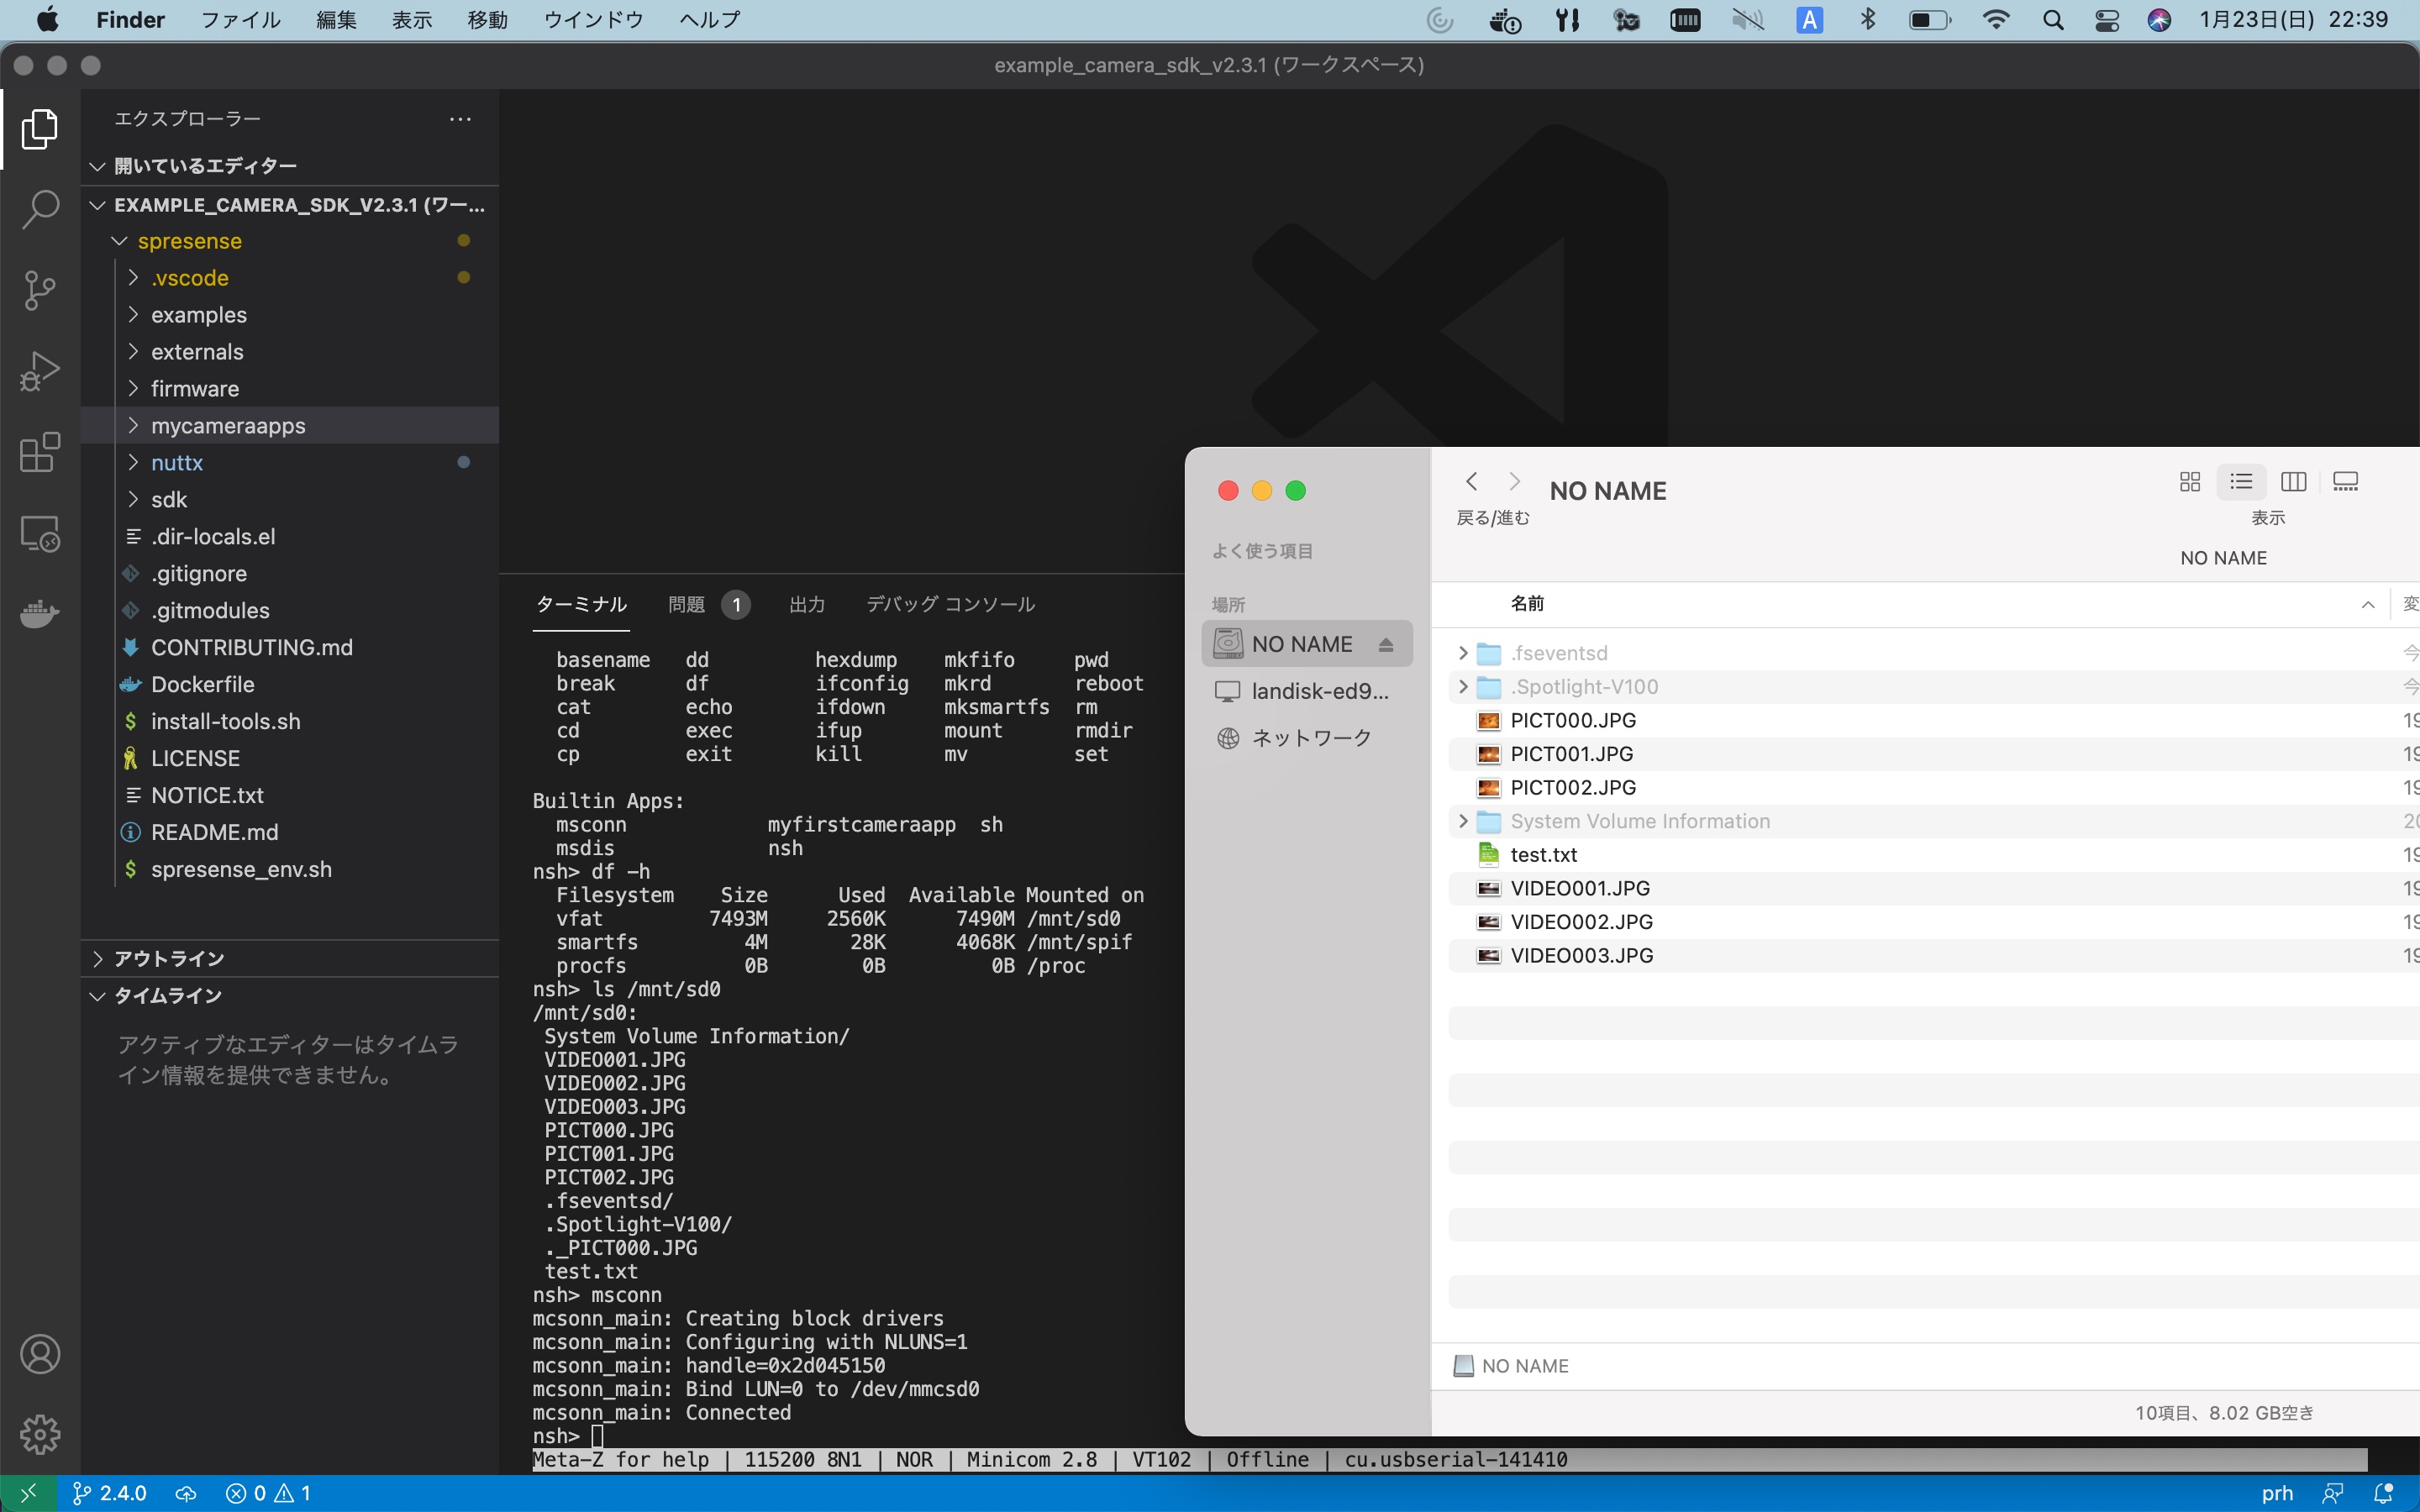 Finder ファイル 編集 表示 移動 ウインドウ ヘルプ A 1月23日(日) 22:39
example_camera_sdk_v2.3.1 (ワークスペース)
エクスプローラー
開いているエディター
EXAMPLE_CAMERA_SDK_V2.3.1 (ワー...
spresense
.vscode
examples
externals
firmware
mycameraapps
nuttx
sdk
.dir-locals.el
.gitignore
.gitmodules
CONTRIBUTING.md
Dockerfile
install-tools.sh
LICENSE
NOTICE.txt
README.md
spresense_env.sh
アウトライン
タイムライン
アクティブなエディターはタイムラ
イン情報を提供できません。
ターミナル 問題 1 出力 デバッグ コンソール
basename dd hexdump mkfifo pwd
break df ifconfig mkrd reboot
cat echo ifdown mksmartfs rm
cd exec ifup mount rmdir
cp exit kill mv set
Builtin Apps:
msconn myfirstcameraapp sh
msdis nsh
nsh> df -h
Filesystem Size Used Available Mounted on
vfat 7493M 2560K 7490M /mnt/sd0
smartfs 4M 28K 4068K /mnt/spif
procfs 0B 0B 0B /proc
nsh> ls /mnt/sd0
/mnt/sd0:
System Volume Information/
VIDEO001.JPG
VIDEO002.JPG
VIDEO003.JPG
PICT000.JPG
PICT001.JPG
PICT002.JPG
.fseventsd/
.Spotlight-V100/
._PICT000.JPG
test.txt
nsh> msconn
mcsonn_main: Creating block drivers
mcsonn_main: Configuring with NLUNS=1
mcsonn_main: handle=0x2d045150
mcsonn_main: Bind LUN=0 to /dev/mmcsd0
mcsonn_main: Connected
nsh>
Meta-Z for help | 115200 8N1 | NOR | Minicom 2.8 | VT102 | Offline | cu.usbserial-141410
よく使う項目
場所
NO NAME
landisk-ed9...
ネットワーク
NO NAME
戻る/進む
表示
NO NAME
名前 変
.fseventsd 今
.Spotlight-V100 今
PICT000.JPG 19
PICT001.JPG 19
PICT002.JPG 19
System Volume Information 20
test.txt 19
VIDEO001.JPG 19
VIDEO002.JPG 19
VIDEO003.JPG 19
NO NAME
10項目、8.02 GB空き
2.4.0 0 1 prh